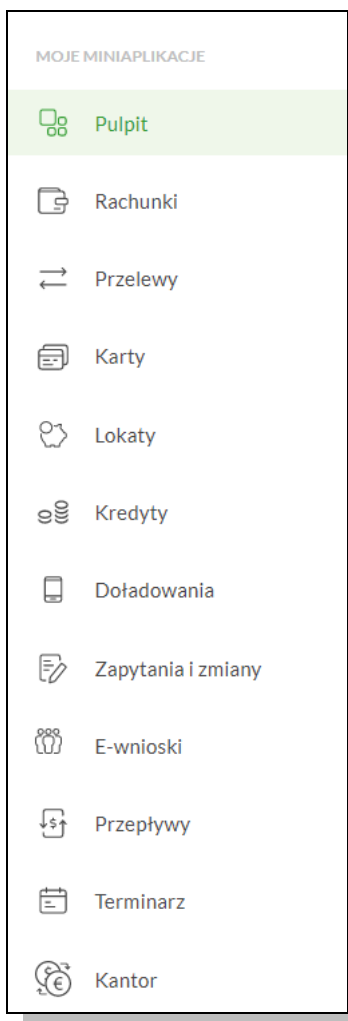 MOJE MINIAPLIKACJE
Pulpit
Rachunki
Przelewy
Karty
Lokaty
Kredyty
Doładowania
Zapytania i zmiany
E-wnioski
Przepływy
Terminarz
Kantor